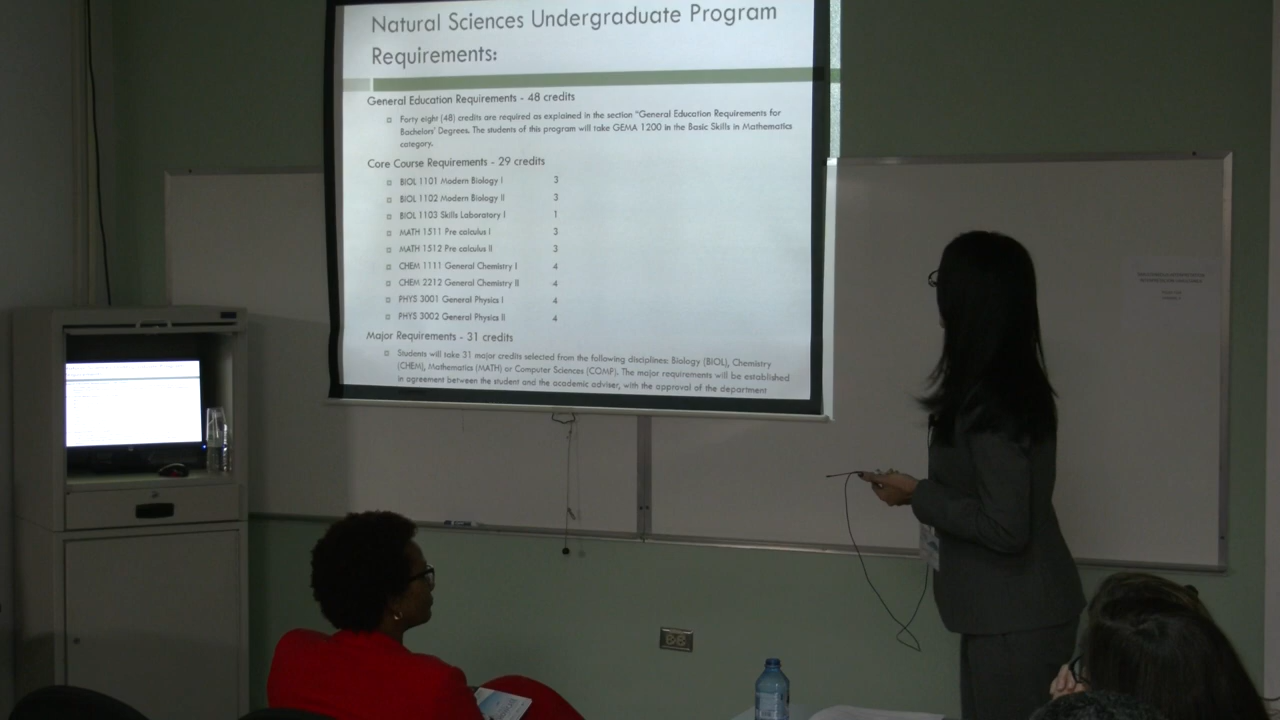 Natural Sciences Undergraduate Program
Requirements:
General Education Requirements - 48 credits
Forty eight (48) credits are required as explained in the section "General Education Requirements for
Bachelors' Degrees. The students of this program will take GEMA 1200 in the Basic Skills in Mathematics
category.
Core Course Requirements - 29 credits
BIOL 1101 Modern Biology I 3
BIOL 1102 Modern Biology II 3
BIOL 1103 Skills Laboratory I 1
MATH 1511 Pre calculus I 3
MATH 1512 Pre calculus II 3
CHEM 1111 General Chemistry I 4
CHEM 2212 General Chemistry II 4
PHYS 3001 General Physics I 4
PHYS 3002 General Physics II 4
Major Requirements - 31 credits
Students will take 31 major credits selected from the following disciplines: Biology (BIOL), Chemistry
(CHEM), Mathematics (MATH) or Computer Sciences (COMP). The major requirements will be established
in agreement between the student and the academic adviser, with the approval of the department